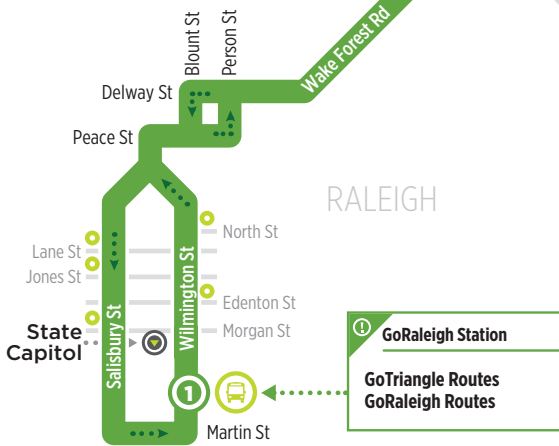 Blount St
Person St
Wake Forest Rd
Delway St
Peace St
RALEIGH
North St
Lane St
Jones St
Wilmington St
Salisbury St
Edenton St
Morgan St
State
Capitol
GoRaleigh Station
GoTriangle Routes
GoRaleigh Routes
1
Martin St